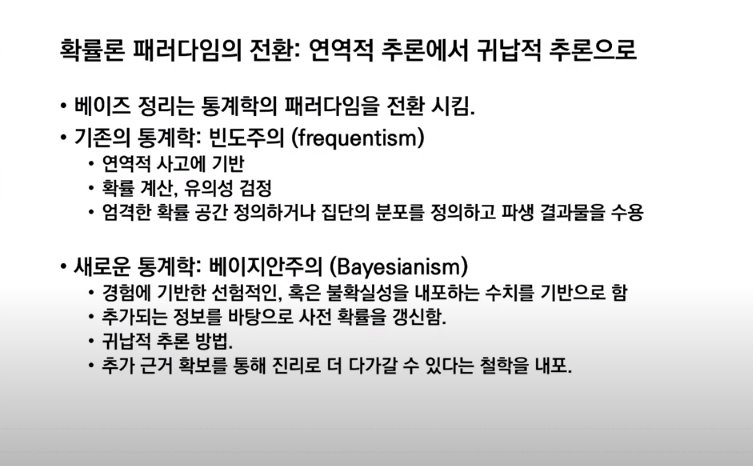 확률론 패러다임의 전환: 연역적 추론에서 귀납적 추론으로
• 베이즈 정리는 통계학의 패러다임을 전환 시킴.
• 기존의 통계학: 빈도주의 (frequentism)
• 연역적 사고에 기반
• 확률 계산, 유의성 검정
• 엄격한 확률 공간 정의하거나 집단의 분포를 정의하고 파생 결과물을 수용
• 새로운 통계학: 베이지안주의 (Bayesianism)
• 경험에 기반한 선험적인, 혹은 불확실성을 내포하는 수치를 기반으로 함
• 추가되는 정보를 바탕으로 사전 확률을 갱신함.
• 귀납적 추론 방법.
• 추가 근거 확보를 통해 진리로 더 다가갈 수 있다는 철학을 내포.